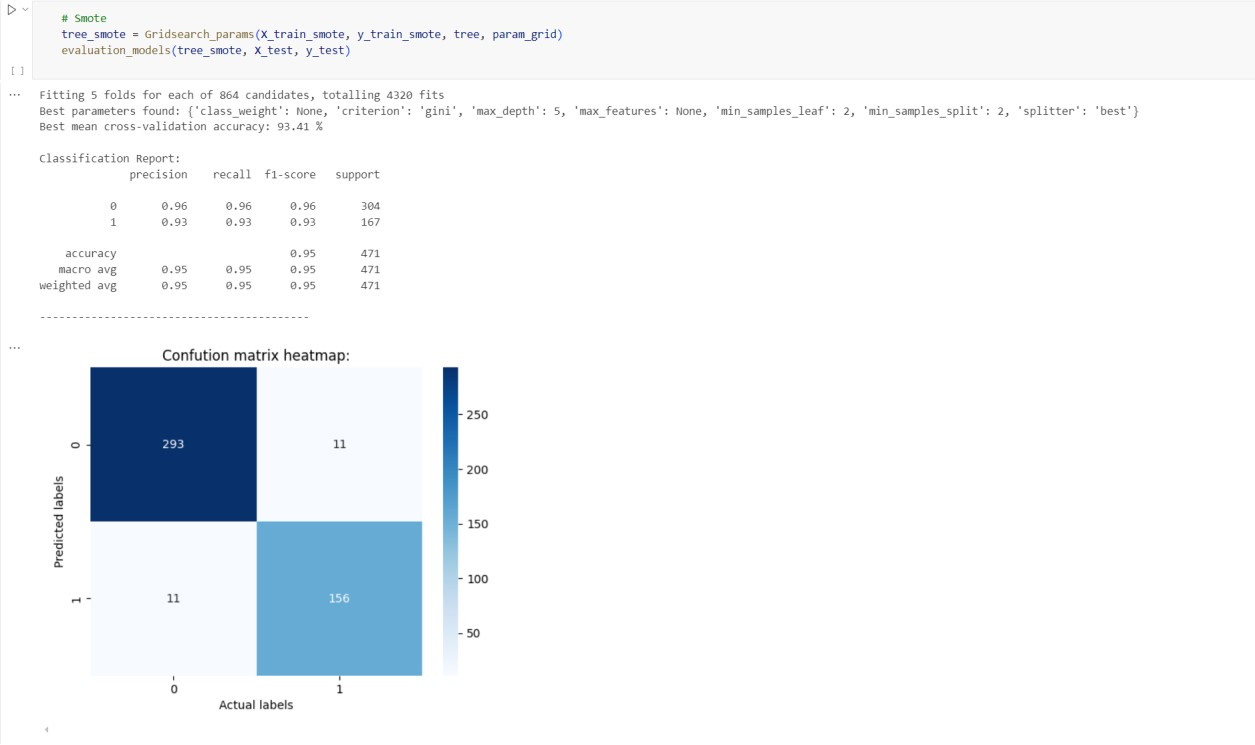 # Smote
tree_smote = Gridsearch_params(X_train_smote, y_train_smote, tree, param_grid)
evaluation_models(tree_smote, X_test, y_test)
[ ]
... Fitting 5 folds for each of 864 candidates, totalling 4320 fits
Best parameters found: {'class_weight': None, 'criterion': 'gini', 'max_depth': 5, 'max_features': None, 'min_samples_leaf': 2, 'min_samples_split': 2, 'splitter': 'best'}
Best mean cross-validation accuracy: 93.41 %
Classification Report:
precision recall f1-score support
0 0.96 0.96 0.96 304
1 0.93 0.93 0.93 167
accuracy 0.95 471
macro avg 0.95 0.95 0.95 471
weighted avg 0.95 0.95 0.95 471
------------------------------------------
...
Confution matrix heatmap:
250
200
150
100
50
0
293 11
Predicted labels
1
11 156
0 1
Actual labels